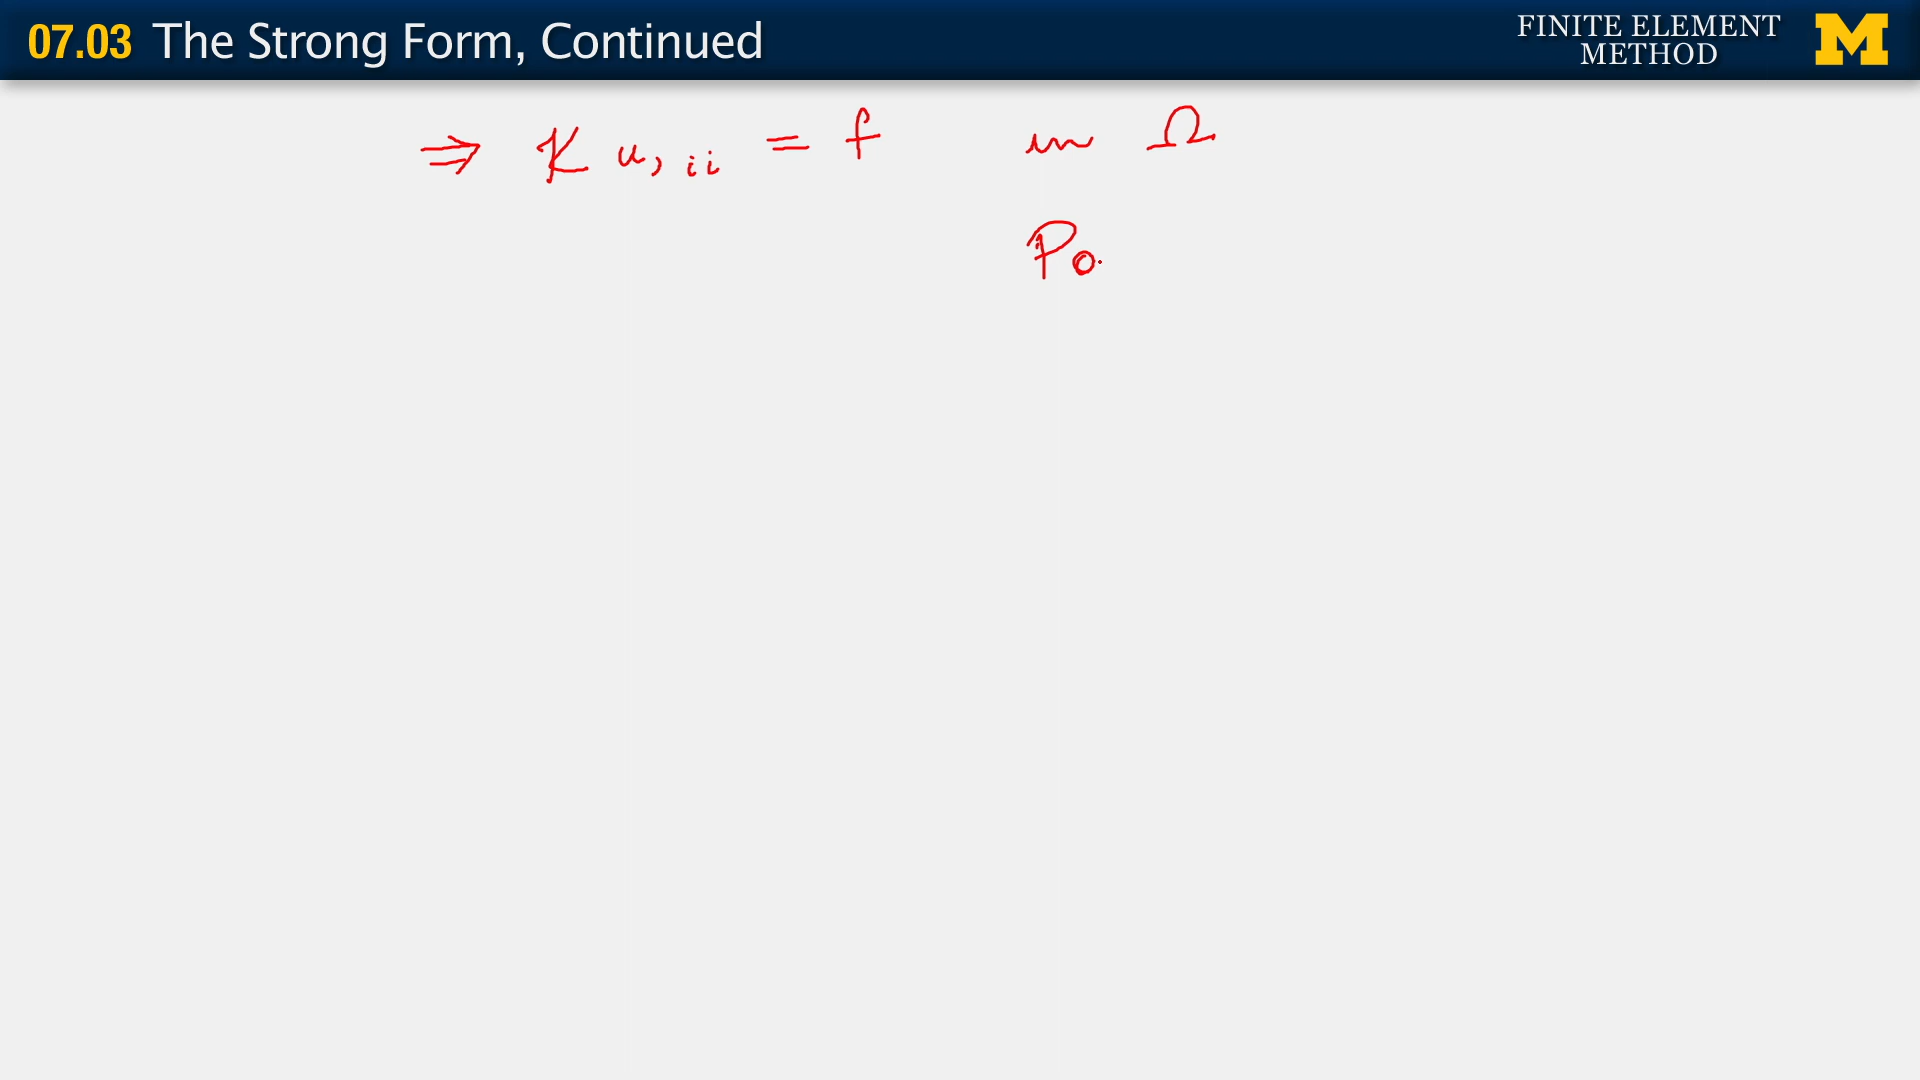 07.03 The Strong Form, Continued
FINITE ELEMENT
METHOD
M
⇒ κ u,ᵢᵢ = f in Ω
Po